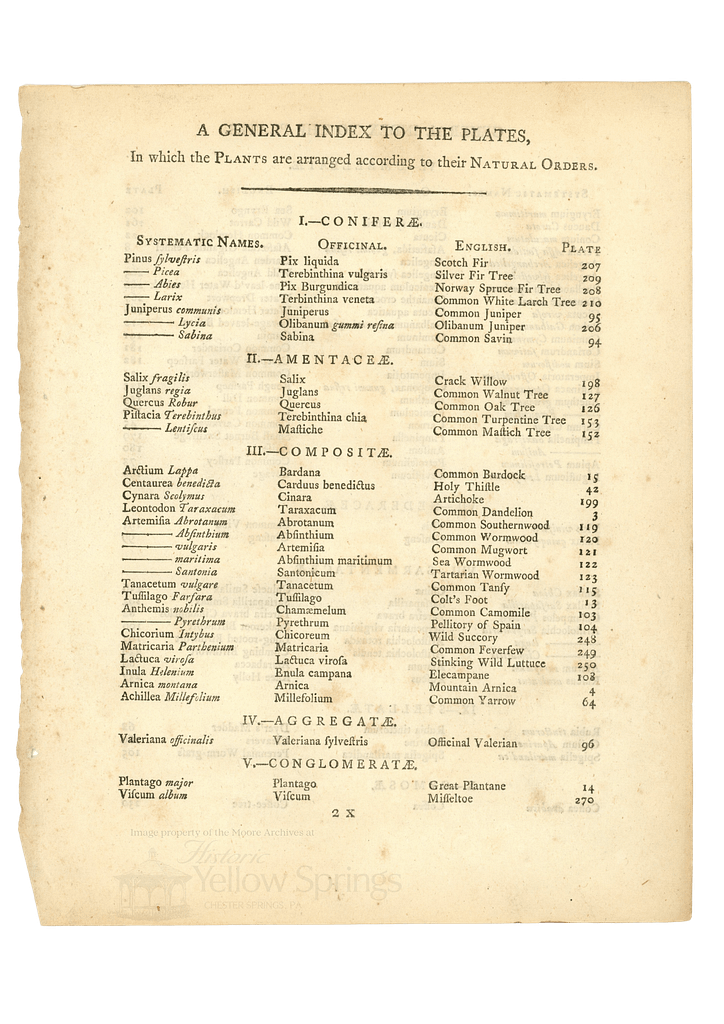 A GENERAL INDEX TO THE PLATES,
In which the PLANTS are arranged according to their NATURAL ORDERS.
I.—CONIFERÆ.
SYSTEMATIC NAMES. OFFICINAL. ENGLISH. PLATE
Pinus ſylveſtris Pix liquida Scotch Fir 207
—— Picea Terebinthina vulgaris Silver Fir Tree 209
—— Abies Pix Burgundica Norway Spruce Fir Tree 208
—— Larix Terbinthina veneta Common White Larch Tree 210
Juniperus communis Juniperus Common Juniper 95
——— Lycia Olibanum gummi reſina Olibanum Juniper 206
——— Sabina Sabina Common Savin 94
II.—AMENTACEÆ.
Salix fragilis Salix Crack Willow 198
Juglans regia Juglans Common Walnut Tree 127
Quercus Robur Quercus Common Oak Tree 126
Piſtacia Terebinthus Terebinthina chia Common Turpentine Tree 153
——— Lentiſcus Maſtiche Common Maſtich Tree 152
III.—COMPOSITÆ.
Arctium Lappa Bardana Common Burdock 15
Centaurea benedicta Carduus benedictus Holy Thiſtle 42
Cynara Scolymus Cinara Artichoke 199
Leontodon Taraxacum Taraxacum Common Dandelion 3
Artemiſia Abrotanum Abrotanum Common Southernwood 119
——— Abſinthium Abſinthium Common Wormwood 120
——— vulgaris Artemiſia Common Mugwort 121
——— maritima Abſinthium maritimum Sea Wormwood 122
——— Santonia Santonicum Tartarian Wormwood 123
Tanacetum vulgare Tanacetum Common Tanſy 115
Tuſſilago Farfara Tuſſilago Colt's Foot 13
Anthemis nobilis Chamæmelum Common Camomile 103
——— Pyrethrum Pyrethrum Pellitory of Spain 104
Chicorium Intybus Chicoreum Wild Succory 248
Matricaria Parthenium Matricaria Common Feverfew 249
Lactuca viroſa Lactuca viroſa Stinking Wild Luttuce 250
Inula Helenium Enula campana Elecampane 108
Arnica montana Arnica Mountain Arnica 4
Achillea Millefolium Millefolium Common Yarrow 64
IV.—AGGREGATÆ.
Valeriana officinalis Valeriana ſylveſtris Officinal Valerian 96
V.—CONGLOMERATÆ.
Plantago major Plantago Great Plantane 14
Viſcum album Viſcum Miſſeltoe 270
2 X
Image property of the Moore Archives at
Historic
Yellow Springs
CHESTER SPRINGS, PA